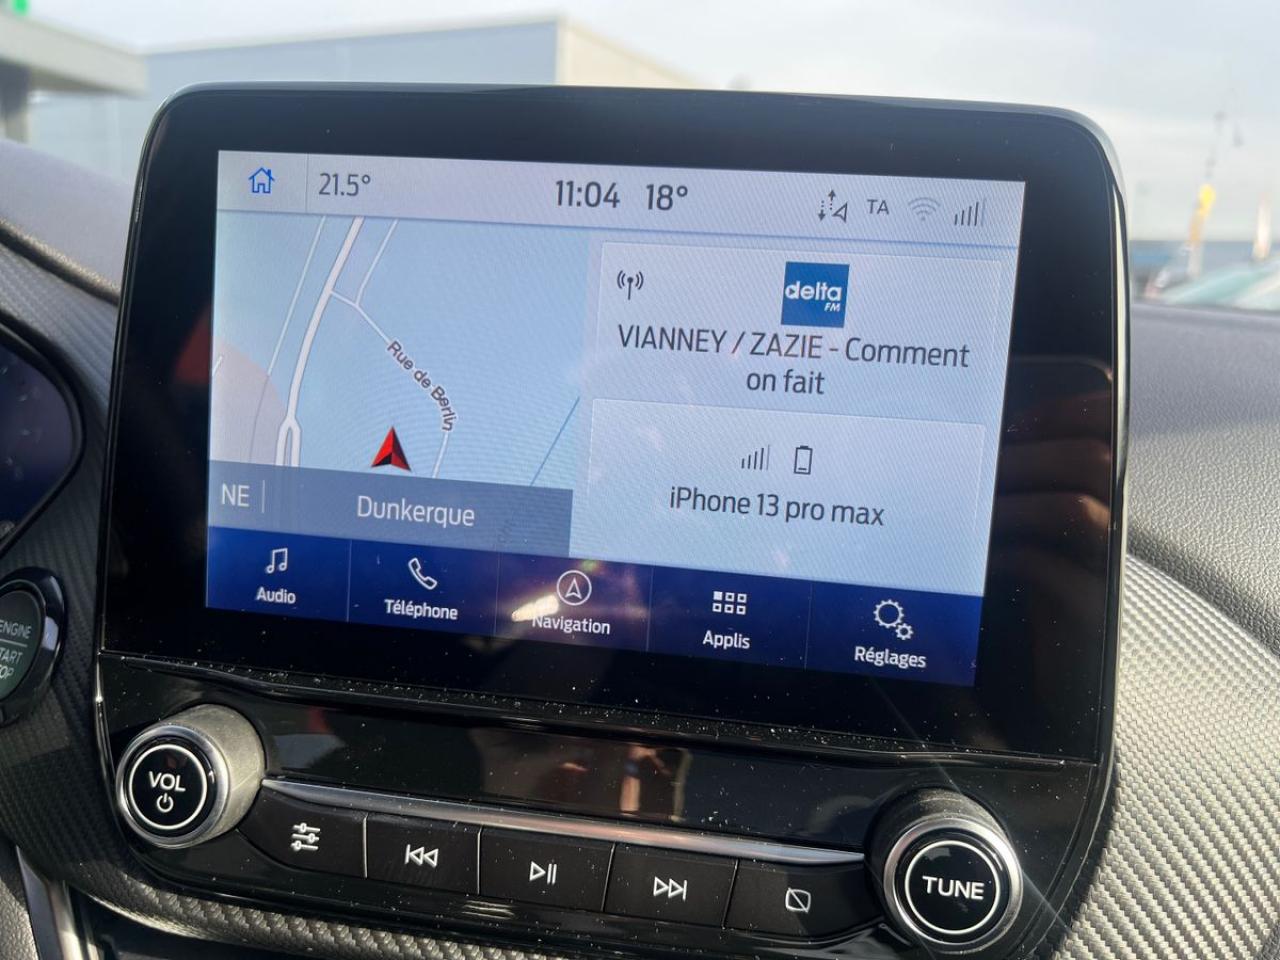 21.5°
11:04 18°
TA
delta
FM
VIANNEY / ZAZIE - Comment
on fait
Rue de Berlin
iPhone 13 pro max
NE
Dunkerque
Audio
Téléphone
Navigation
Applis
Réglages
ENGINE
START
STOP
VOL
TUNE